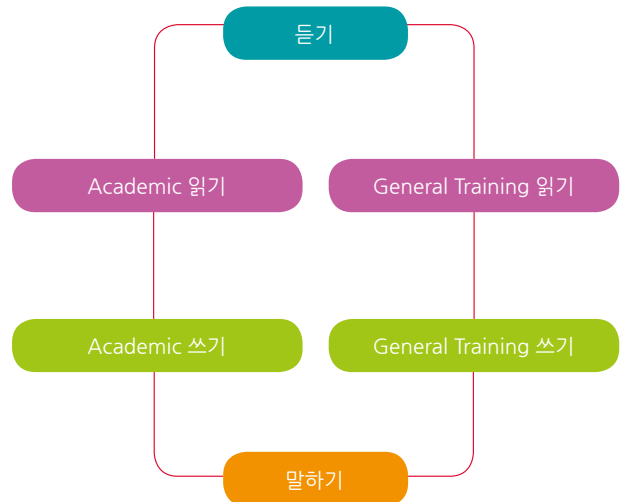 듣기
Academic 읽기
General Training 읽기
Academic 쓰기
General Training 쓰기
말하기